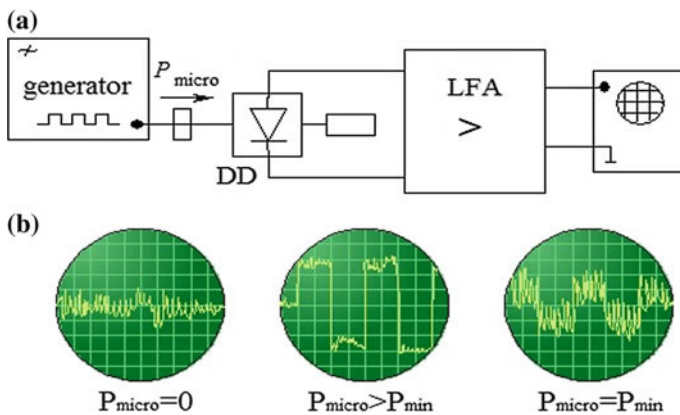 (a)
generator
P micro
DD
LFA
>
(b)
Pmicro=0
Pmicro>Pmin
Pmicro=Pmin